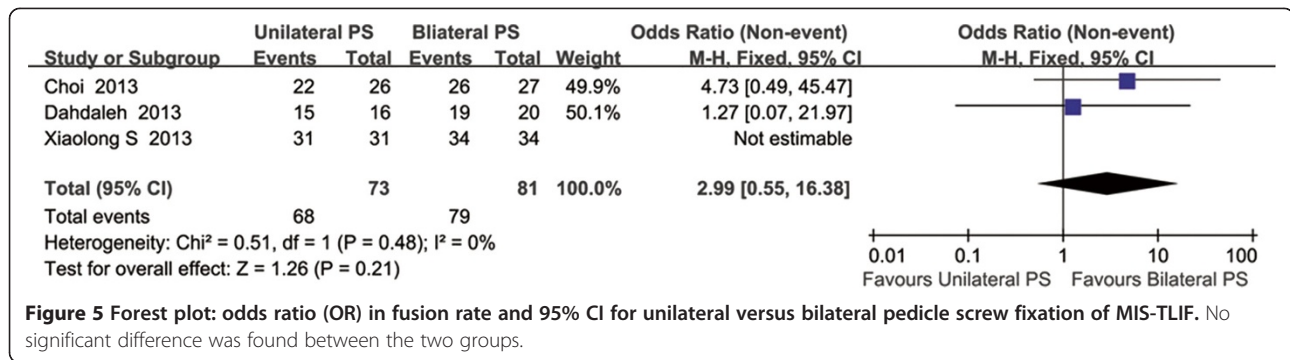 Unilateral PS Bliateral PS Odds Ratio (Non-event) Odds Ratio (Non-event)
Study or Subgroup Events Total Events Total Weight M-H, Fixed, 95% CI M-H, Fixed, 95% CI
Choi 2013 22 26 26 27 49.9% 4.73 [0.49, 45.47]
Dahdaleh 2013 15 16 19 20 50.1% 1.27 [0.07, 21.97]
Xiaolong S 2013 31 31 34 34 Not estimable
Total (95% CI) 73 81 100.0% 2.99 [0.55, 16.38]
Total events 68 79
Heterogeneity: Chi² = 0.51, df = 1 (P = 0.48); I² = 0%
Test for overall effect: Z = 1.26 (P = 0.21)
0.01 0.1 1 10 100
Favours Unilateral PS Favours Bilateral PS
Figure 5 Forest plot: odds ratio (OR) in fusion rate and 95% CI for unilateral versus bilateral pedicle screw fixation of MIS-TLIF. No
significant difference was found between the two groups.